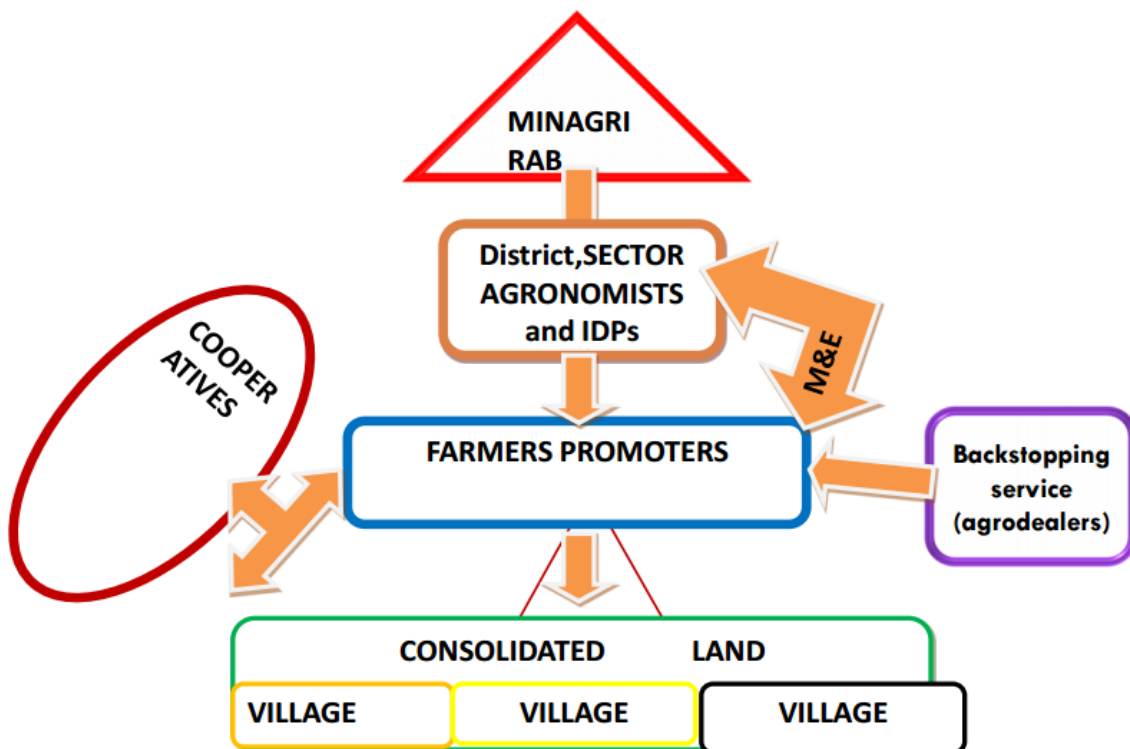 MINAGRI
RAB
District,SECTOR
AGRONOMISTS
and IDPs
COOPER
ATIVES
M&E
FARMERS PROMOTERS
Backstopping
service
(agrodealers)
CONSOLIDATED LAND
VILLAGE
VILLAGE
VILLAGE